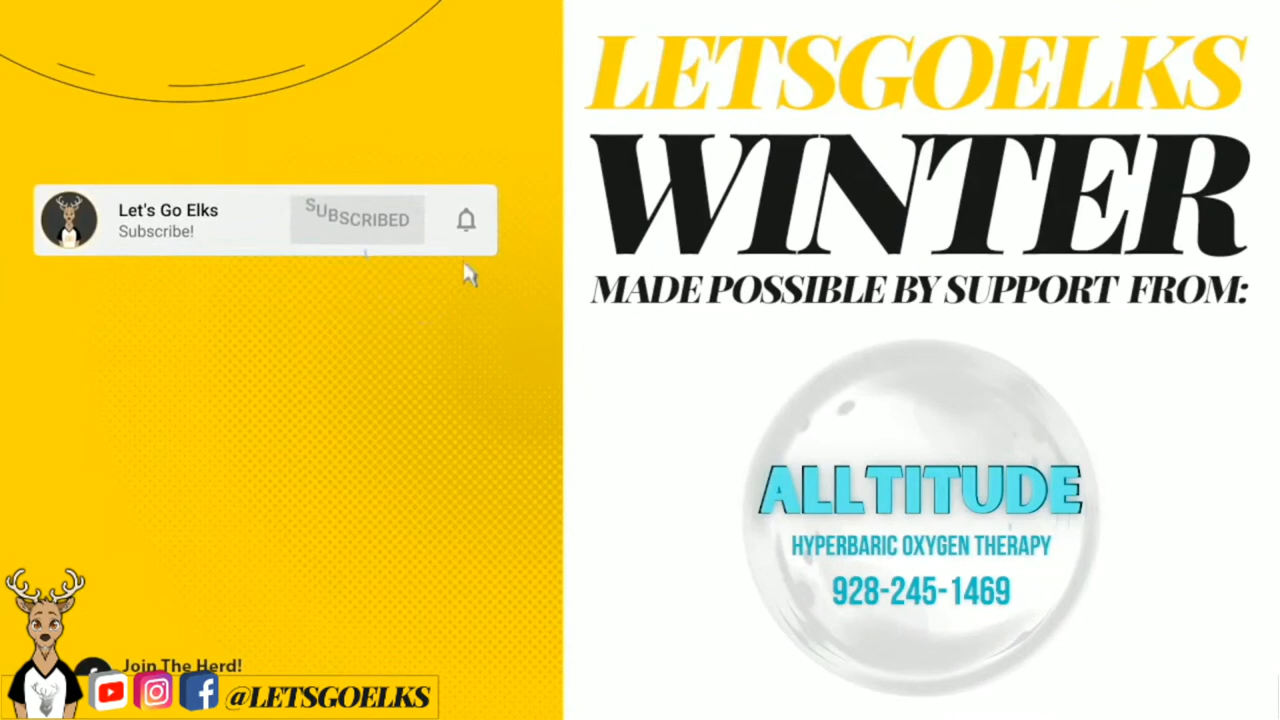 Let's Go Elks
Subscribe!
SUBSCRIBED
Join The Herd!
@LETSGOELKS
LETSGOELKS
WINTER
MADE POSSIBLE BY SUPPORT FROM:
ALLTITUDE
HYPERBARIC OXYGEN THERAPY
928-245-1469